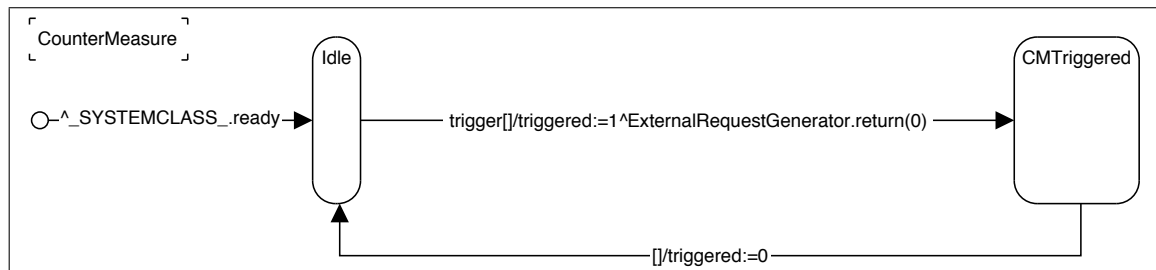 CounterMeasure
Idle
CMTriggered
^_SYSTEMCLASS_.ready
trigger[]/triggered:=1^ExternalRequestGenerator.return(0)
[]/triggered:=0